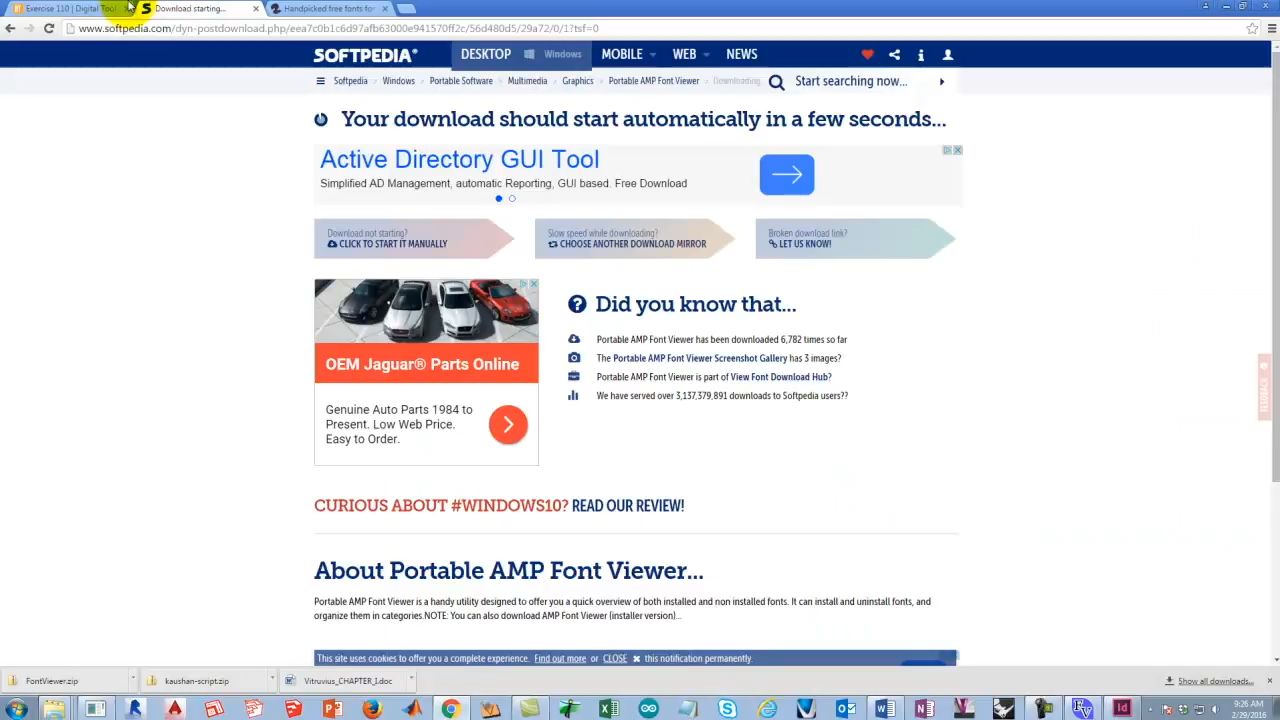 Exercise 110 | Digital Tool
Download starting...
Handpicked free fonts for
www.softpedia.com/dyn-postdownload.php/eea7c0b1c6d97afb63000e941570ff2c/56d480d5/29a72/0/1?tsf=0
SOFTPEDIA®
DESKTOP
Windows
MOBILE
WEB
NEWS
Softpedia
Windows
Portable Software
Multimedia
Graphics
Portable AMP Font Viewer
Downloading...
Start searching now...
Your download should start automatically in a few seconds...
Active Directory GUI Tool
Simplified AD Management, automatic Reporting, GUI based. Free Download
Download not starting?
CLICK TO START IT MANUALLY
Slow speed while downloading?
CHOOSE ANOTHER DOWNLOAD MIRROR
Broken download link?
LET US KNOW!
OEM Jaguar® Parts Online
Genuine Auto Parts 1984 to
Present. Low Web Price.
Easy to Order.
Did you know that...
Portable AMP Font Viewer has been downloaded 6,782 times so far
The Portable AMP Font Viewer Screenshot Gallery has 3 images?
Portable AMP Font Viewer is part of View Font Download Hub?
We have served over 3,137,379,891 downloads to Softpedia users??
FEEDBACK
CURIOUS ABOUT #WINDOWS10? READ OUR REVIEW!
About Portable AMP Font Viewer...
Portable AMP Font Viewer is a handy utility designed to offer you a quick overview of both installed and non installed fonts. It can install and uninstall fonts, and
organize them in categories.NOTE: You can also download AMP Font Viewer (installer version)...
This site uses cookies to offer you a complete experience. Find out more or CLOSE this notification permanently.
FontViewer.zip
kaushan-script.zip
Vitruvius_CHAPTER_I.doc
Show all downloads...
9:26 AM
2/29/2016